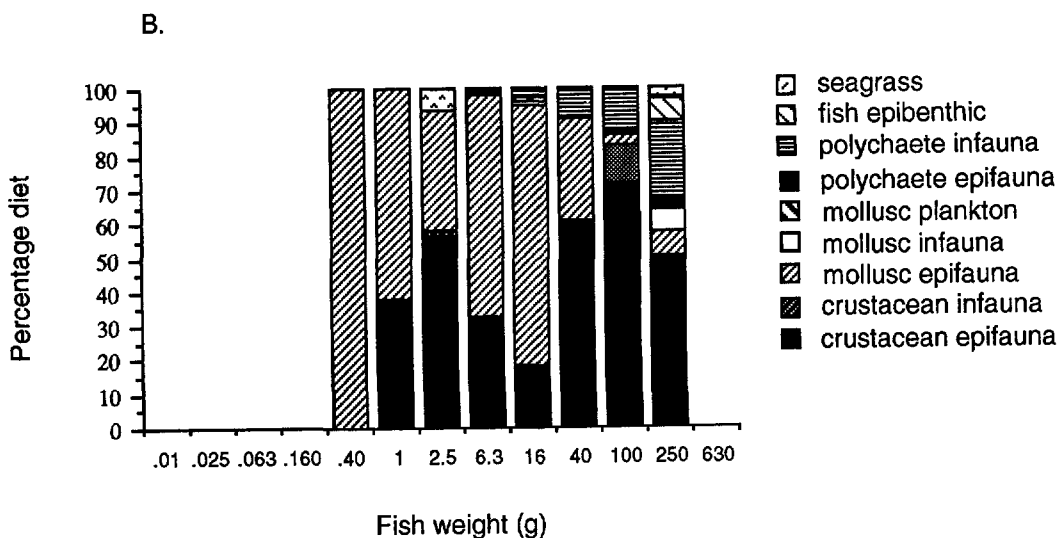 B.
Percentage diet
100
90
80
70
60
50
40
30
20
10
0
.01 .025 .063 .160 .40 1 2.5 6.3 16 40 100 250 630
Fish weight (g)
seagrass
fish epibenthic
polychaete infauna
polychaete epifauna
mollusc plankton
mollusc infauna
mollusc epifauna
crustacean infauna
crustacean epifauna